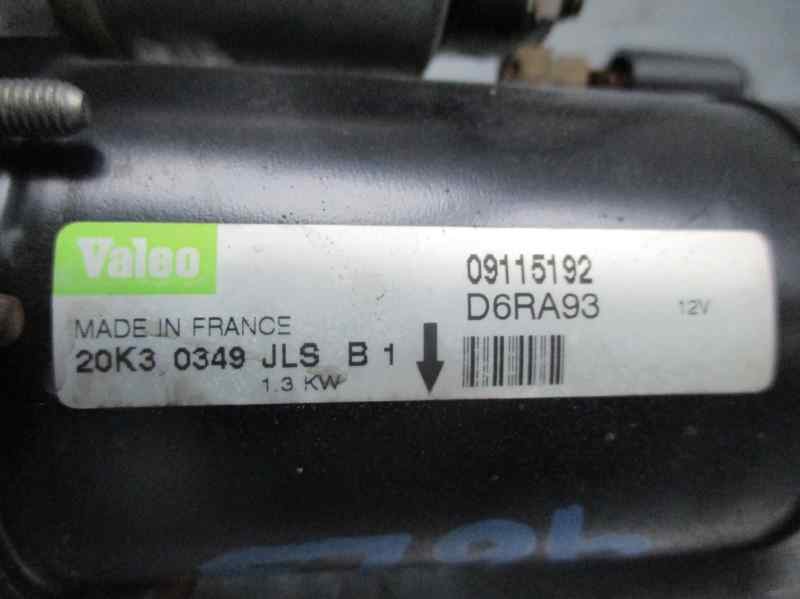 Valeo
09115192
D6RA93
12V
MADE IN FRANCE
20K3 0349 JLS B 1
1.3 KW